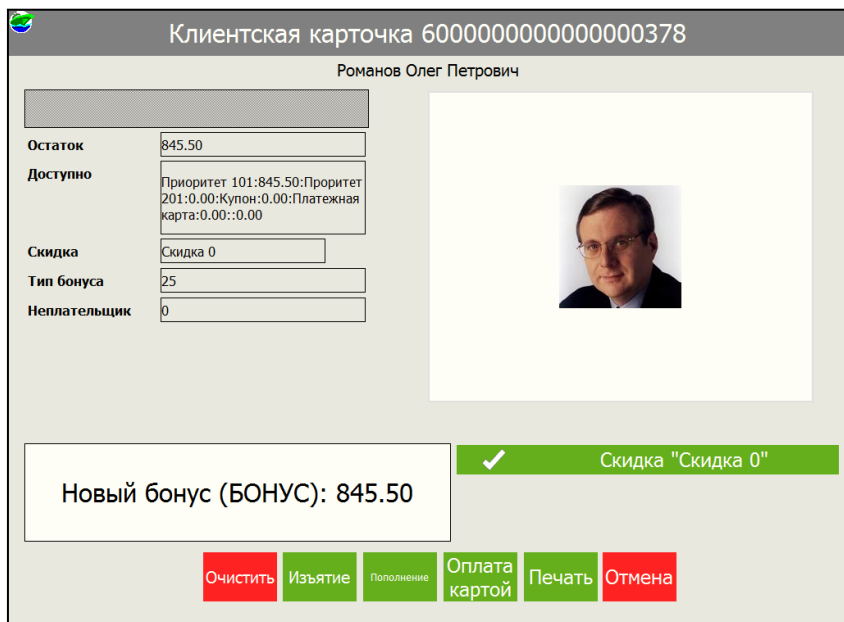 Клиентская карточка 6000000000000000378
Романов Олег Петрович
Остаток 845.50
Доступно Приоритет 101:845.50:Проритет
201:0.00:Купон:0.00:Платежная
карта:0.00::0.00
Скидка Скидка 0
Тип бонуса 25
Неплательщик 0
Скидка "Скидка 0"
Новый бонус (БОНУС): 845.50
Очистить Изъятие Пополнение Оплата картой Печать Отмена